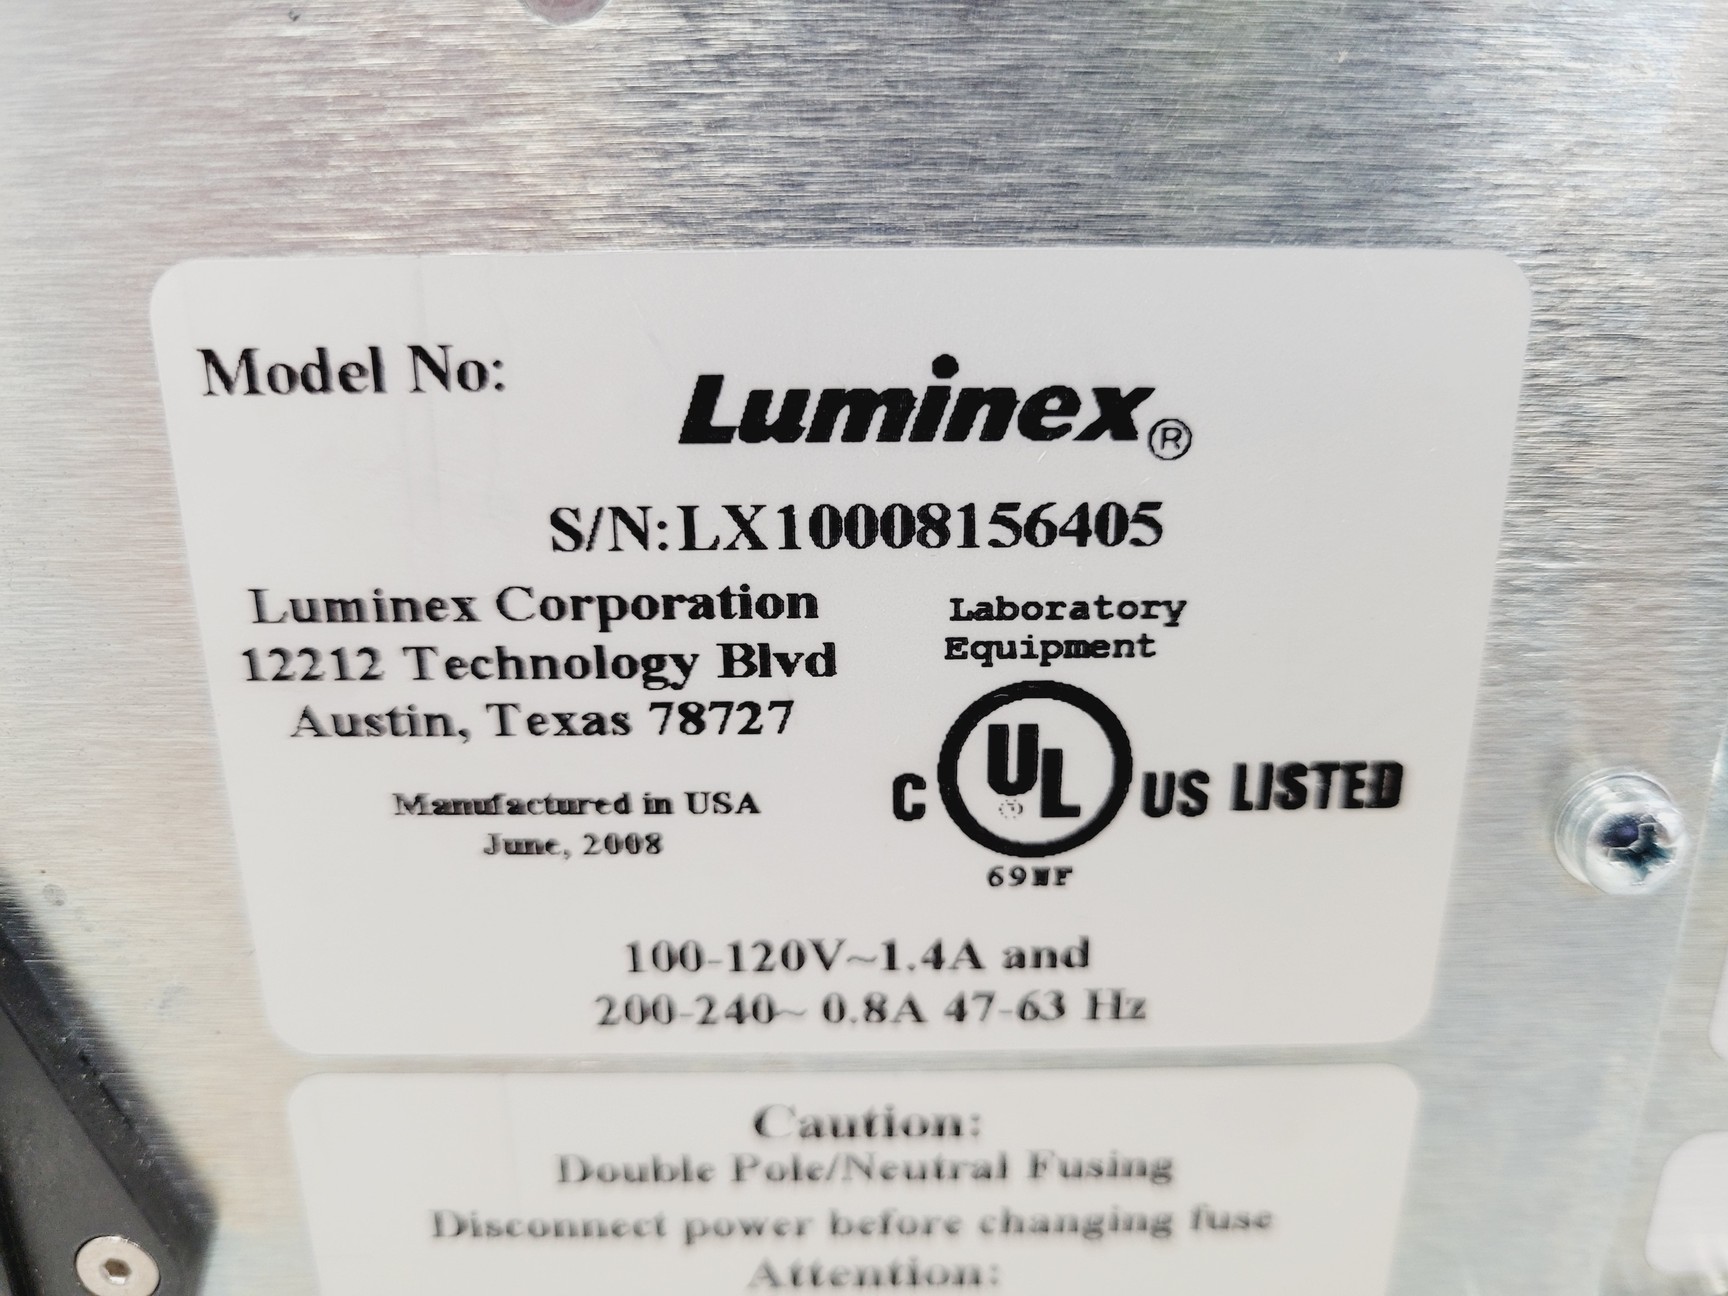 Model No:
Luminex®
S/N:LX10008156405
Luminex Corporation
12212 Technology Blvd
Austin, Texas 78727
Manufactured in USA
June, 2008
Laboratory
Equipment
C UL US LISTED
69NF
100-120V~1.4A and
200-240~ 0.8A 47-63 Hz
Caution:
Double Pole/Neutral Fusing
Disconnect power before changing fuse
Attention: